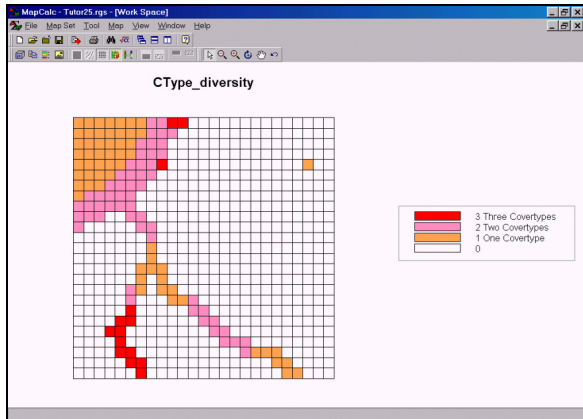 MapCalc - Tutor25.rgs - [Work Space]
File Map Set Tool Map View Window Help
CType_diversity
3 Three Covertypes
2 Two Covertypes
1 One Covertype
0